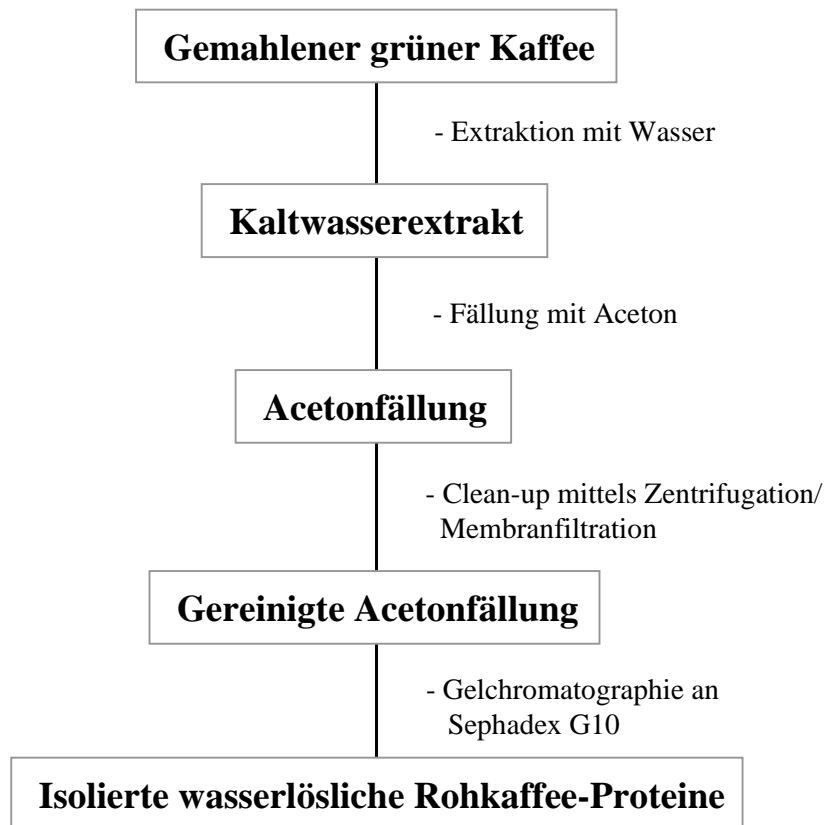 Gemahlener grüner Kaffee
- Extraktion mit Wasser
Kaltwasserextrakt
- Fällung mit Aceton
Acetonfällung
- Clean-up mittels Zentrifugation/
Membranfiltration
Gereinigte Acetonfällung
- Gelchromatographie an
Sephadex G10
Isolierte wasserlösliche Rohkaffee-Proteine